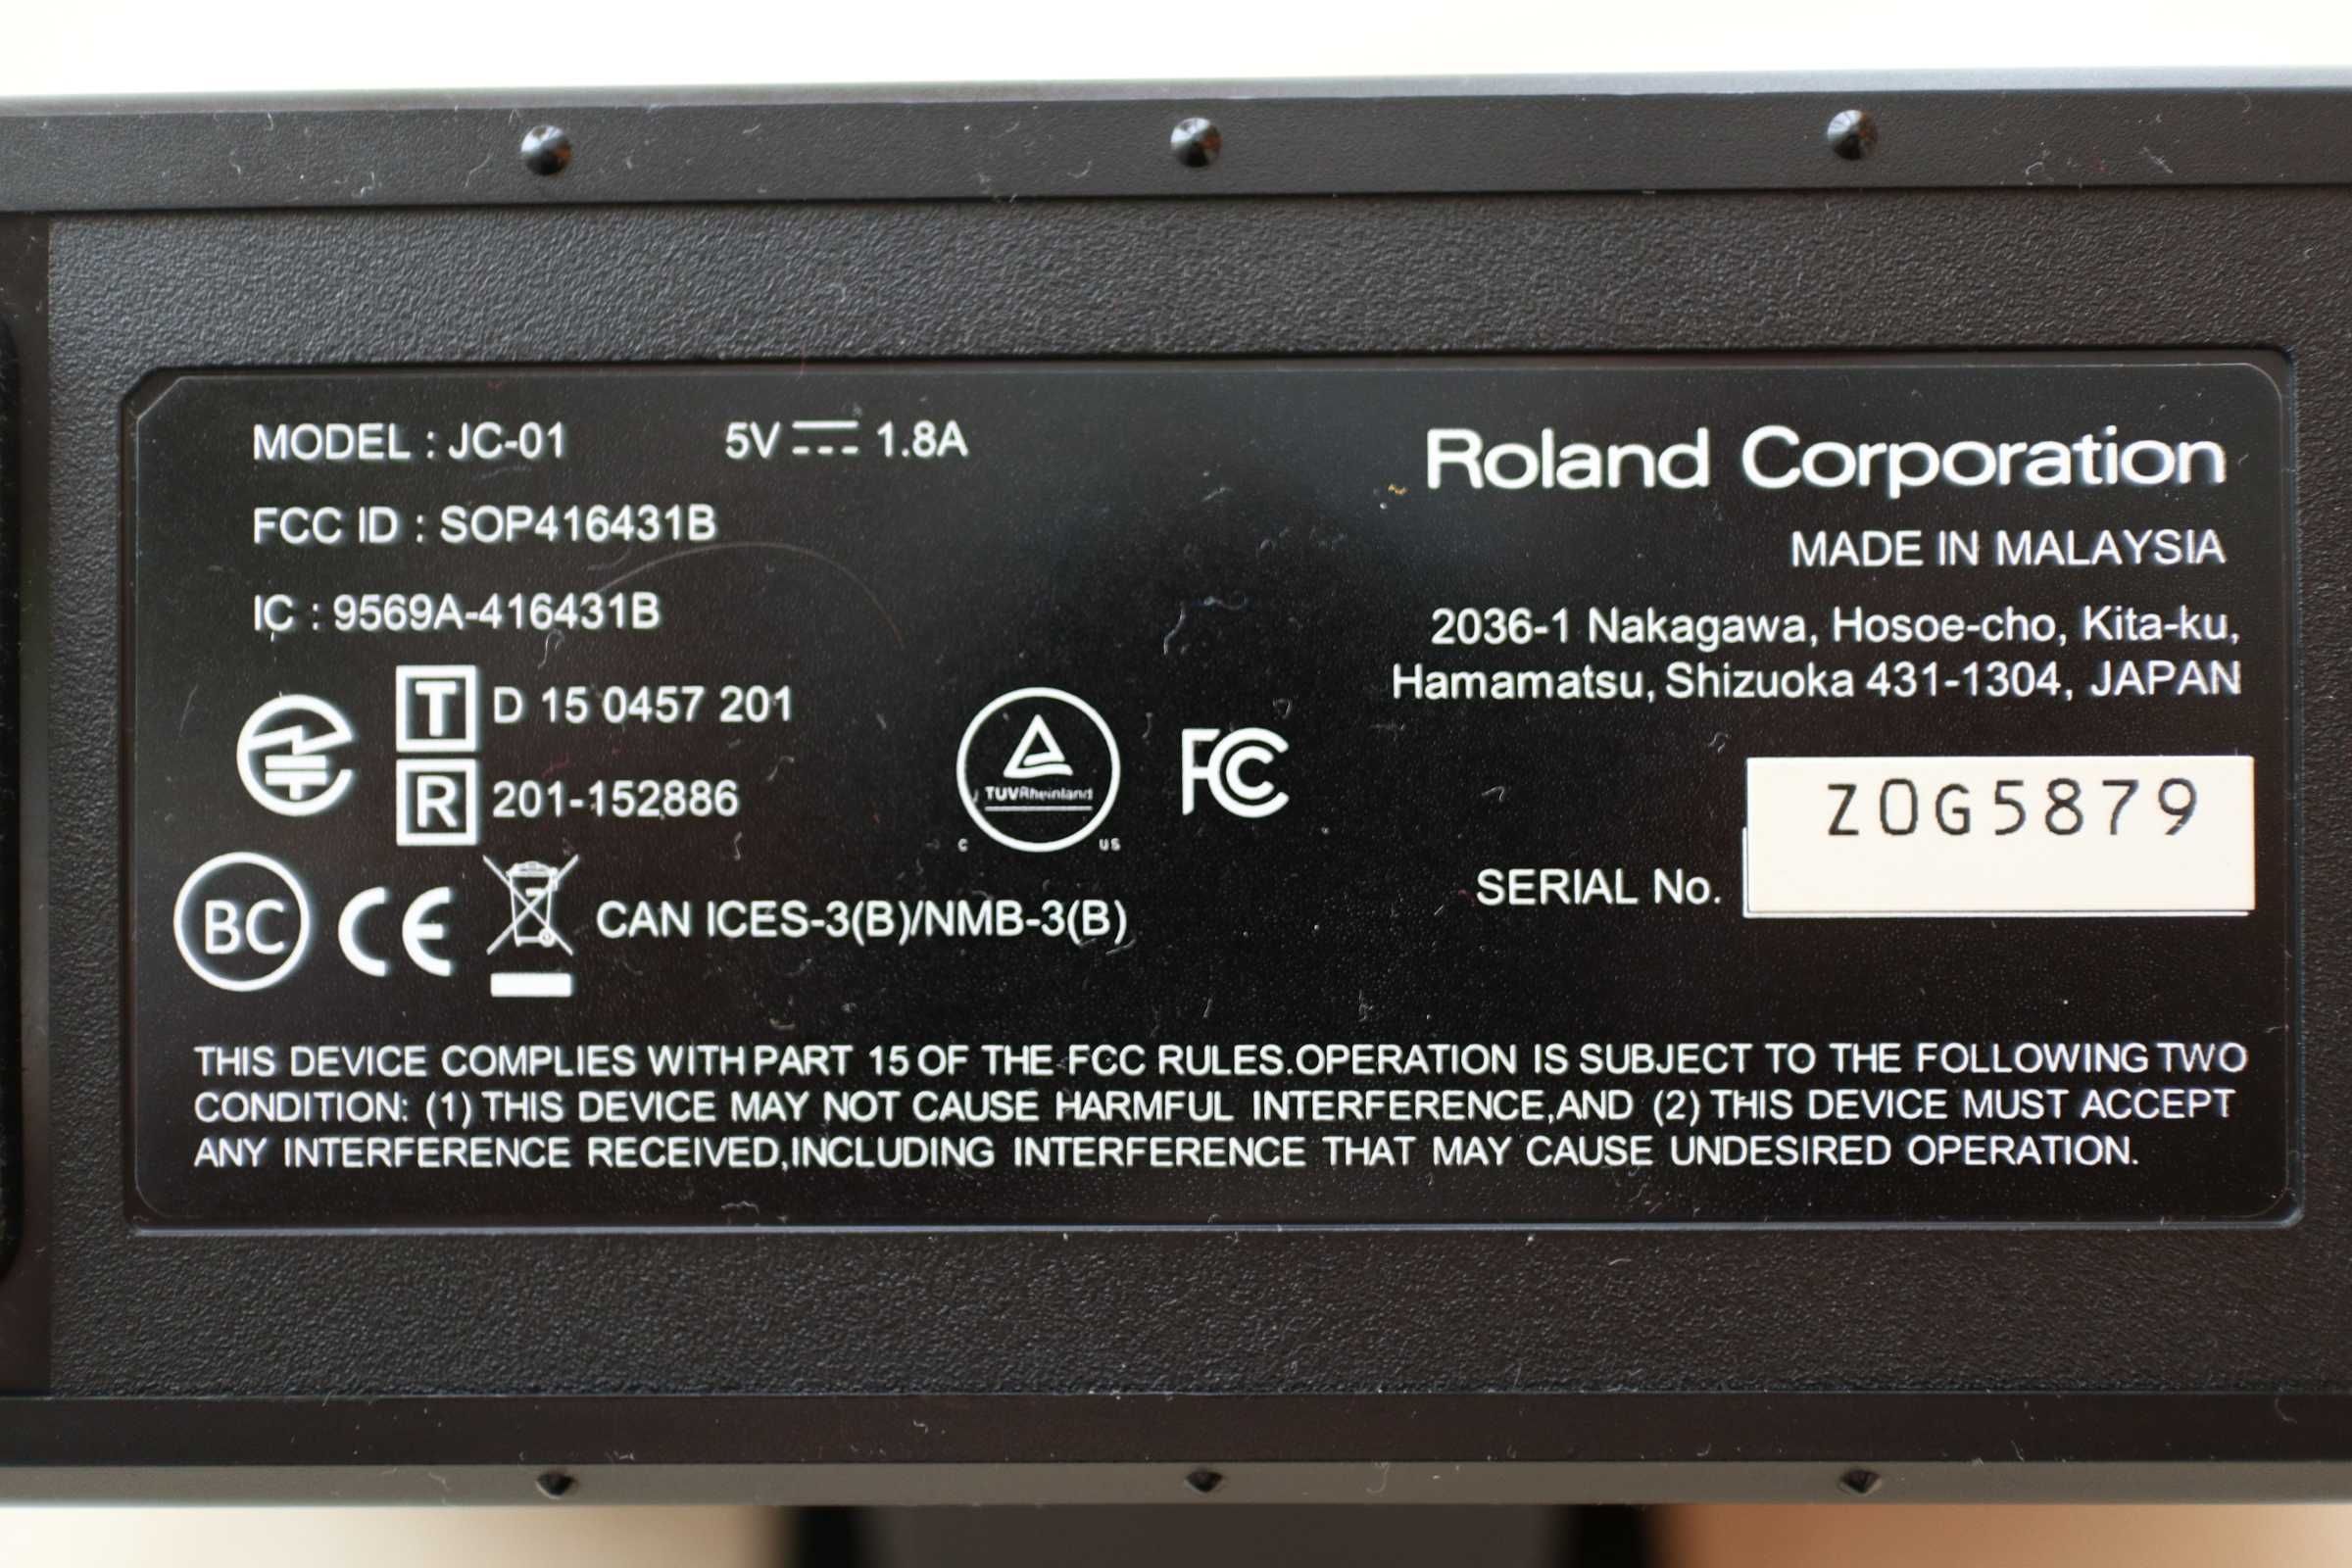 MODEL : JC-01 5V 1.8A
FCC ID : SOP416431B
IC : 9569A-416431B
T D 15 0457 201
R 201-152886
TUVRheinland
C US
FC
BC CE CAN ICES-3(B)/NMB-3(B)
Roland Corporation
MADE IN MALAYSIA
2036-1 Nakagawa, Hosoe-cho, Kita-ku,
Hamamatsu, Shizuoka 431-1304, JAPAN
SERIAL No. Z0G5879
THIS DEVICE COMPLIES WITH PART 15 OF THE FCC RULES.OPERATION IS SUBJECT TO THE FOLLOWING TWO
CONDITION: (1) THIS DEVICE MAY NOT CAUSE HARMFUL INTERFERENCE,AND (2) THIS DEVICE MUST ACCEPT
ANY INTERFERENCE RECEIVED,INCLUDING INTERFERENCE THAT MAY CAUSE UNDESIRED OPERATION.